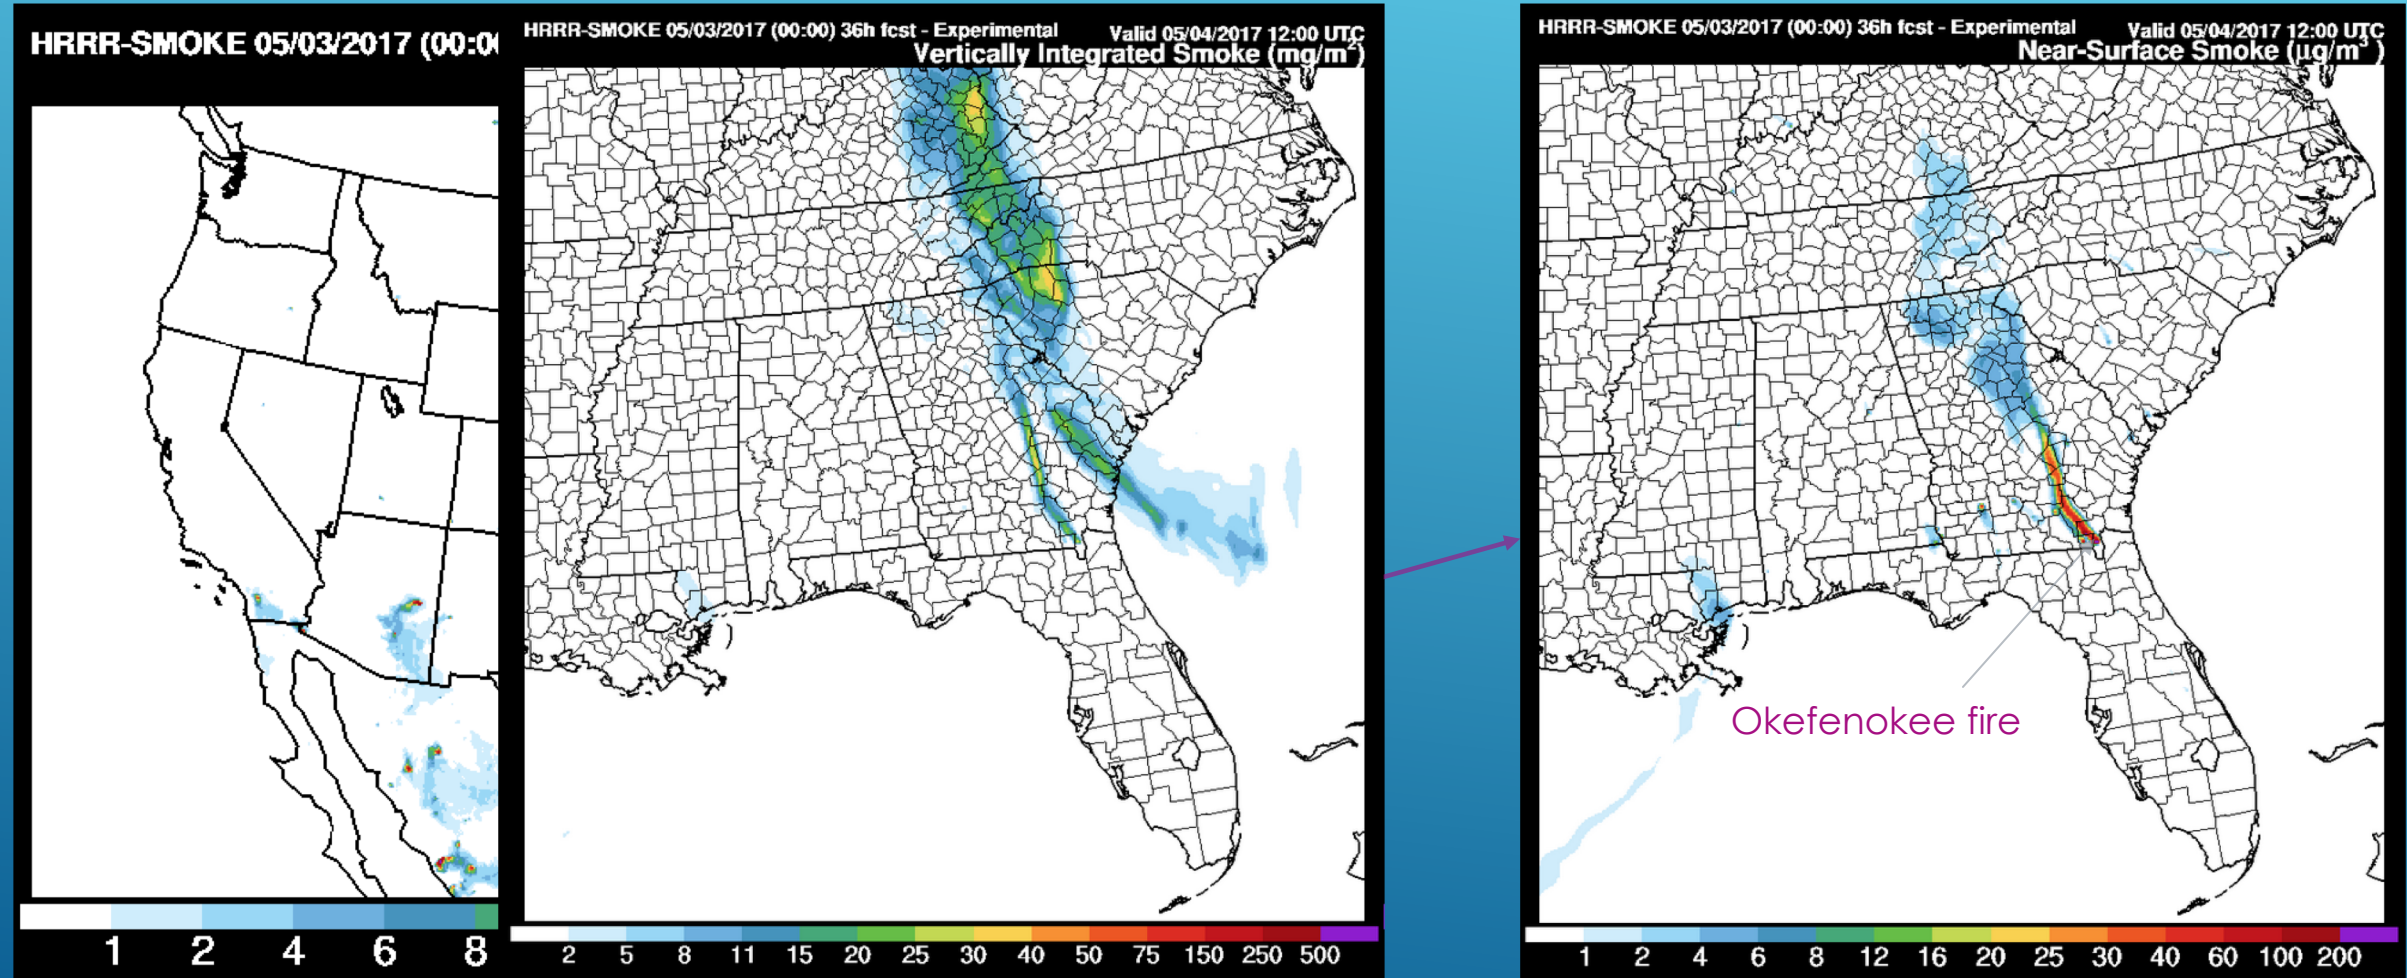 HRRR-SMOKE 05/03/2017 (00:0
1 2 4 6 8
HRRR-SMOKE 05/03/2017 (00:00) 36h fcst - Experimental Valid 05/04/2017 12:00 UTC
Vertically Integrated Smoke (mg/m²)
2 5 8 11 15 20 25 30 40 50 75 150 250 500
HRRR-SMOKE 05/03/2017 (00:00) 36h fcst - Experimental Valid 05/04/2017 12:00 UTC
Near-Surface Smoke (µg/m³)
Okefenokee fire
1 2 4 6 8 12 16 20 25 30 40 60 100 200